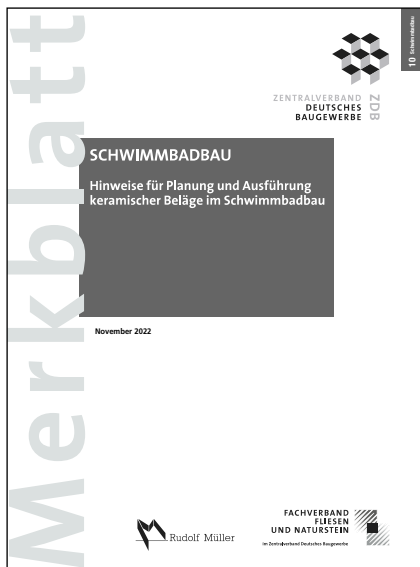 Merkblatt
10 Schwimmbadbau
ZENTRALVERBAND
DEUTSCHES
BAUGEWERBE
ZDB
SCHWIMMBADBAU
Hinweise für Planung und Ausführung
keramischer Beläge im Schwimmbadbau
November 2022
Rudolf Müller
FACHVERBAND
FLIESEN
UND NATURSTEIN
im Zentralverband Deutsches Baugewerbe